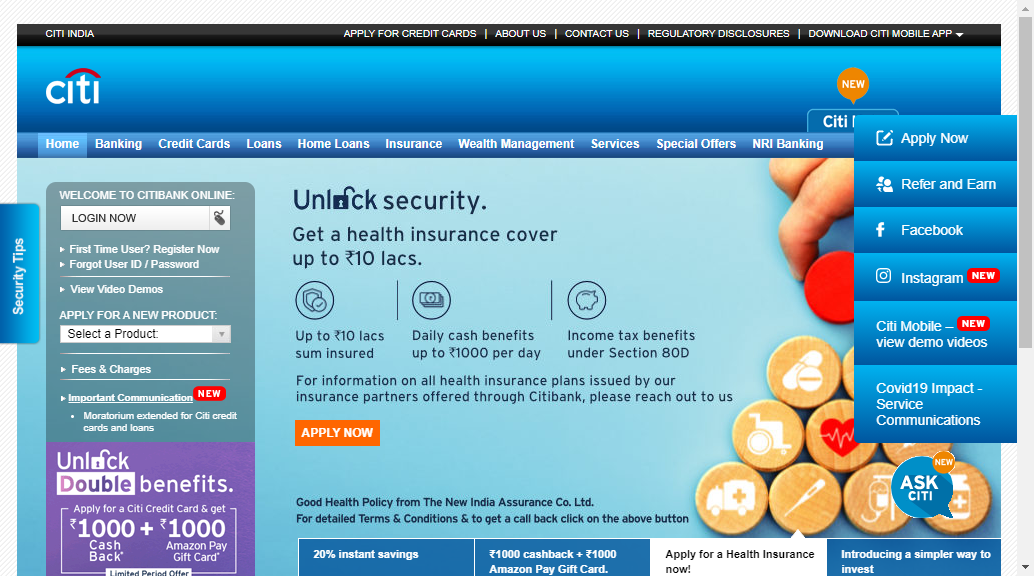 CITI INDIA
APPLY FOR CREDIT CARDS | ABOUT US | CONTACT US | REGULATORY DISCLOSURES | DOWNLOAD CITI MOBILE APP
citi
NEW
Citi
Home Banking Credit Cards Loans Home Loans Insurance Wealth Management Services Special Offers NRI Banking
Apply Now
Refer and Earn
Facebook
Instagram NEW
Citi Mobile – NEW
view demo videos
Covid19 Impact -
Service
Communications
Security Tips
WELCOME TO CITIBANK ONLINE:
LOGIN NOW
First Time User? Register Now
Forgot User ID / Password
View Video Demos
APPLY FOR A NEW PRODUCT:
Select a Product:
Fees & Charges
Important Communication NEW
Moratorium extended for Citi credit
cards and loans
Unlock
Double benefits.
Apply for a Citi Credit Card & get
₹1000 + ₹1000
Cash Back*
Amazon Pay Gift Card*
Limited Period Offer
Unlock security.
Get a health insurance cover
up to ₹10 lacs.
Up to ₹10 lacs
sum insured
Daily cash benefits
up to ₹1000 per day
Income tax benefits
under Section 80D
For information on all health insurance plans issued by our
insurance partners offered through Citibank, please reach out to us
APPLY NOW
Good Health Policy from The New India Assurance Co. Ltd.
For detailed Terms & Conditions & to get a call back click on the above button
NEW
ASK
CITI
20% instant savings
₹1000 cashback + ₹1000
Amazon Pay Gift Card.
Apply for a Health Insurance
now!
Introducing a simpler way to
invest